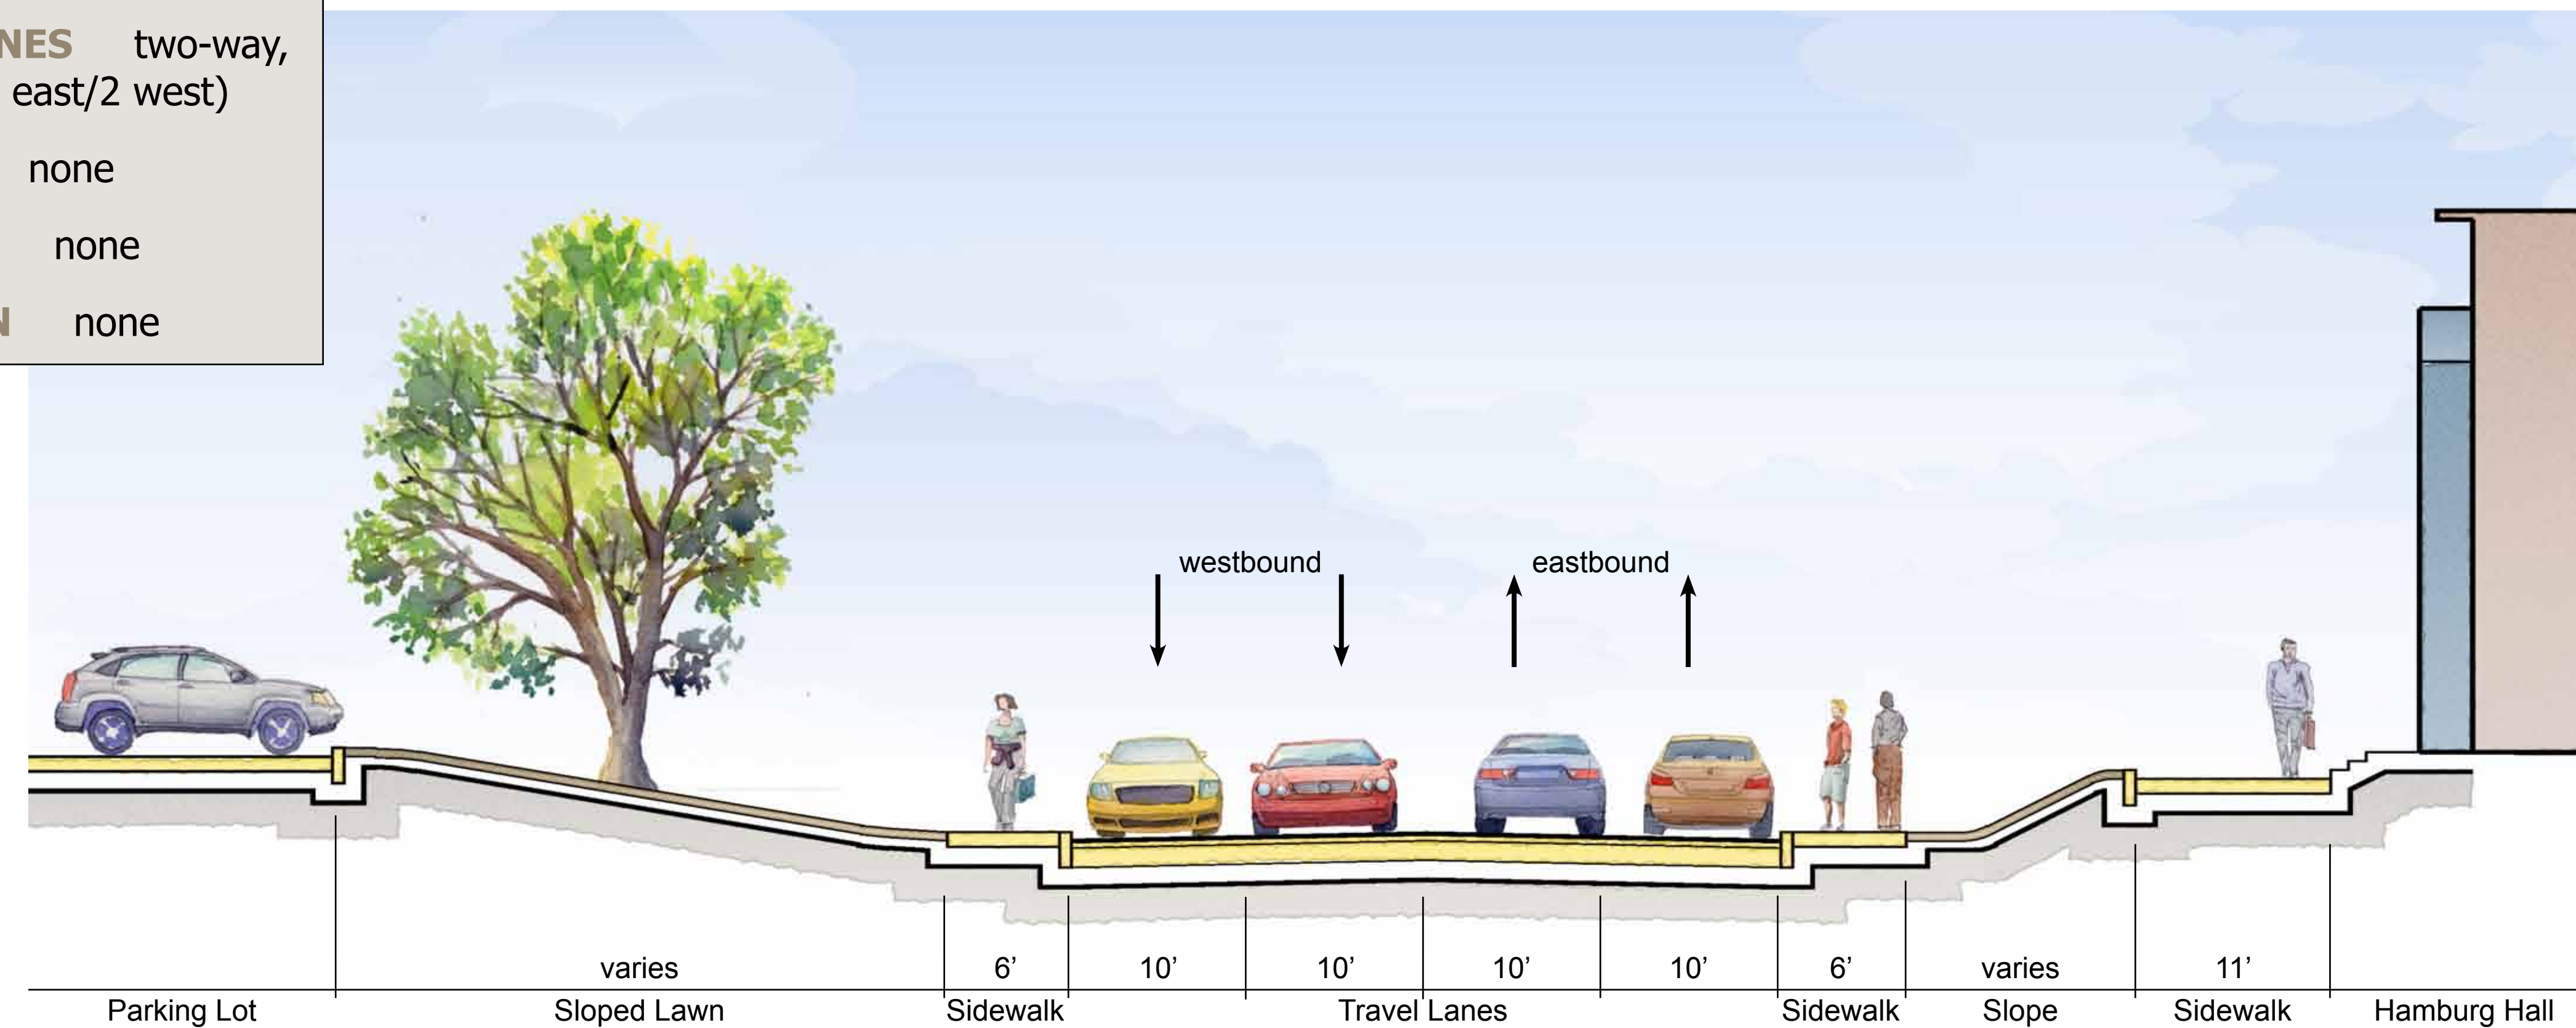 NES two-way,
east/2 west)
none
none
N none
westbound eastbound
varies 6’ 10’ 10’ 10’ 10’ 6’ varies 11’
Parking Lot Sloped Lawn Sidewalk Travel Lanes Sidewalk Slope Sidewalk Hamburg Hall